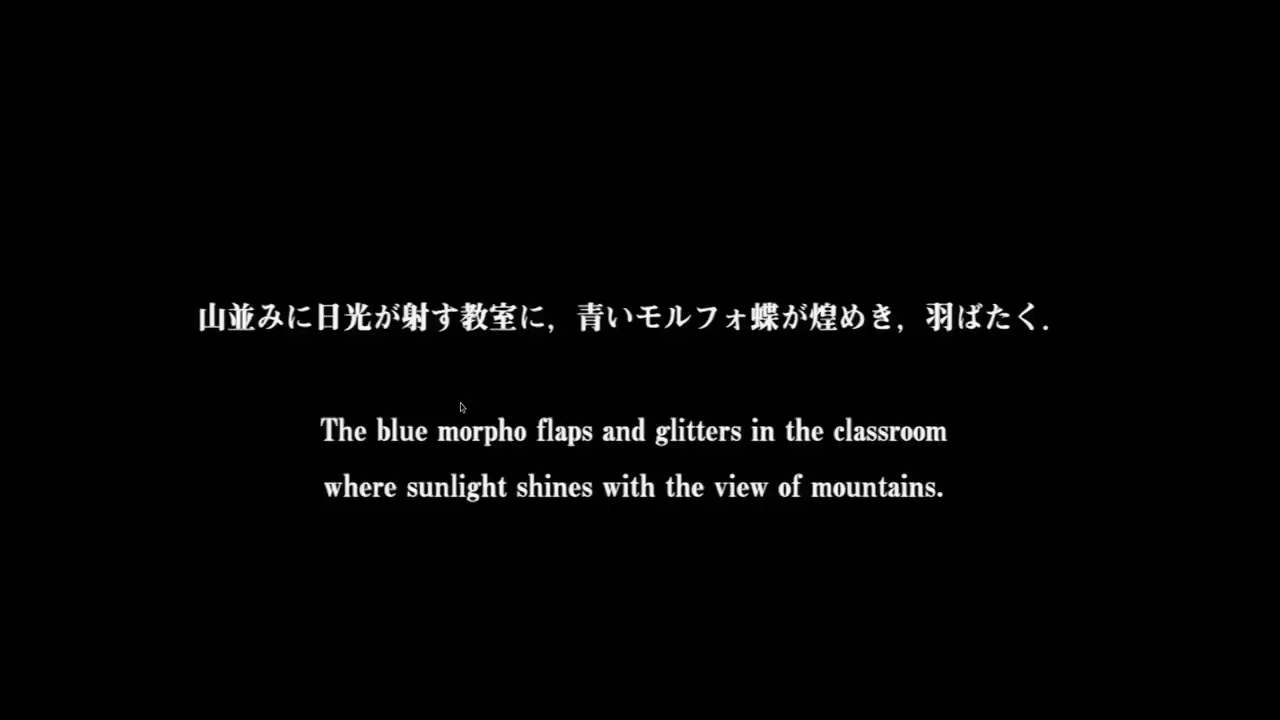 山並みに日光が射す教室に，青いモルフォ蝶が煌めき，羽ばたく．
The blue morpho flaps and glitters in the classroom
where sunlight shines with the view of mountains.